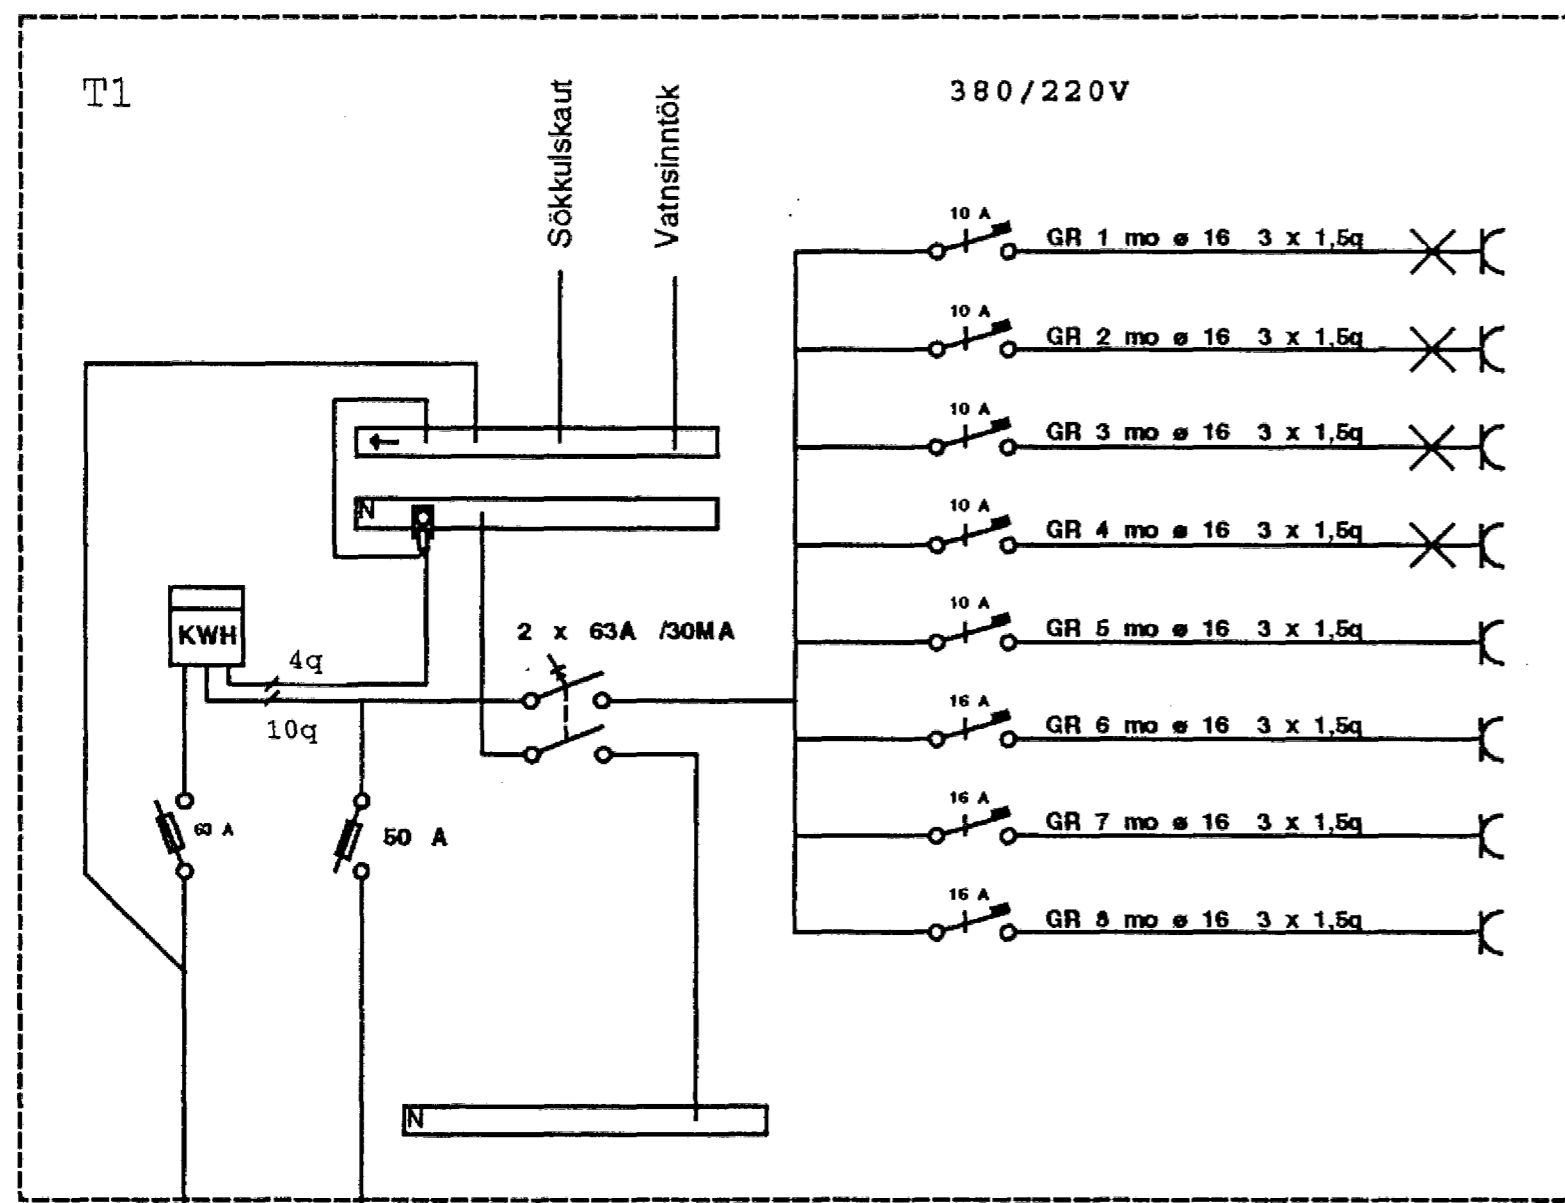 T1
380/220V
Sökkulskaut
Vatnsinntök
10 A
GR 1 mo ø 16 3 x 1,5q
10 A
GR 2 mo ø 16 3 x 1,5q
10 A
GR 3 mo ø 16 3 x 1,5q
10 A
GR 4 mo ø 16 3 x 1,5q
10 A
GR 5 mo ø 16 3 x 1,5q
16 A
GR 6 mo ø 16 3 x 1,5q
16 A
GR 7 mo ø 16 3 x 1,5q
16 A
GR 8 mo ø 16 3 x 1,5q
N
KWH
4q
10q
2 x 63A /30MA
63 A
50 A
N